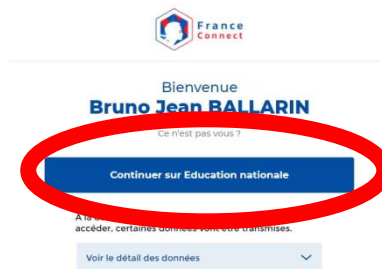 France
Connect
Bienvenue
Bruno Jean BALLARIN
Ce n'est pas vous ?
Continuer sur Education nationale
À la
accéder, certaines données vont être transmises.
Voir le détail des données